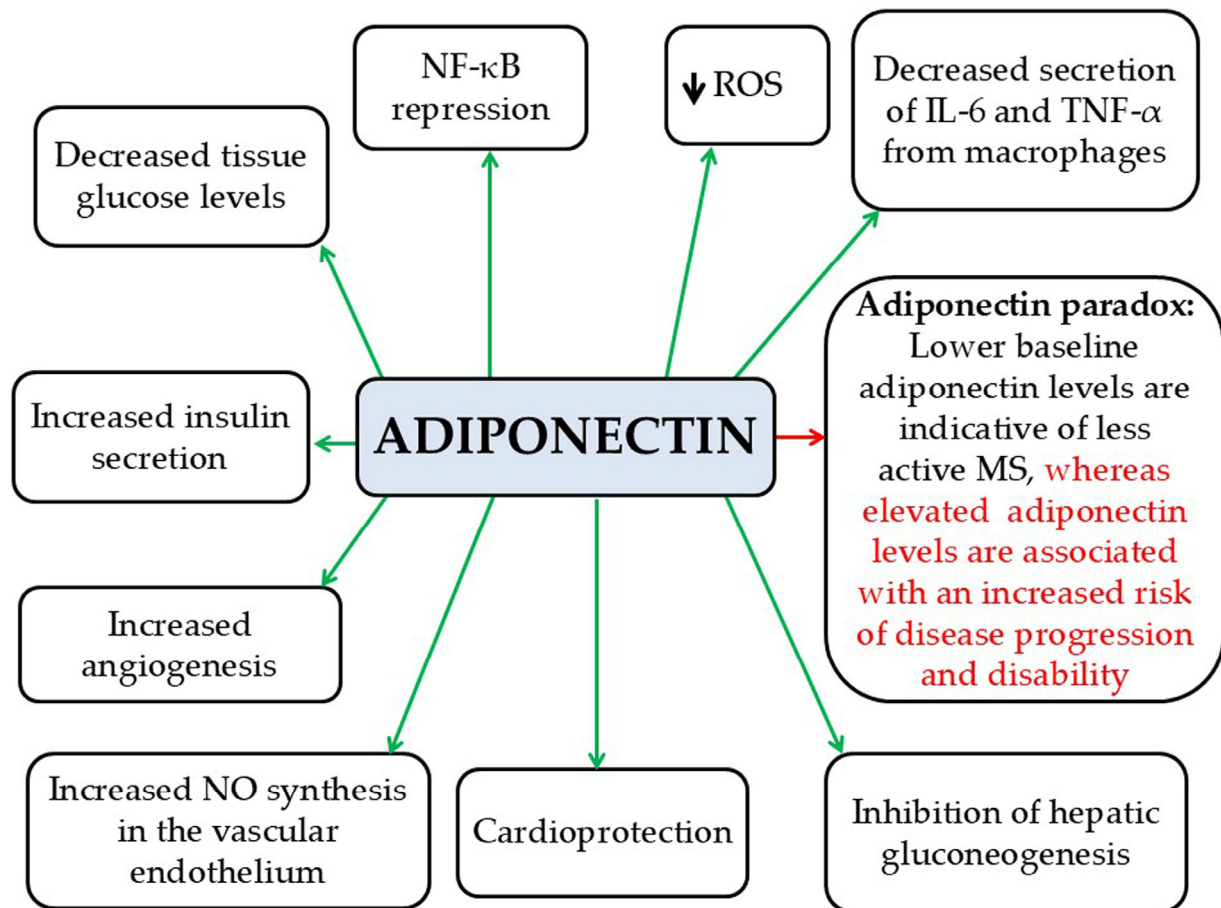 NF-κB
repression
↓ ROS
Decreased secretion
of IL-6 and TNF-α
from macrophages
Decreased tissue
glucose levels
Adiponectin paradox:
Lower baseline
adiponectin levels are
indicative of less
active MS, whereas
elevated adiponectin
levels are associated
with an increased risk
of disease progression
and disability
Increased insulin
secretion
ADIPONECTIN
Increased
angiogenesis
Increased NO synthesis
in the vascular
endothelium
Cardioprotection
Inhibition of hepatic
gluconeogenesis